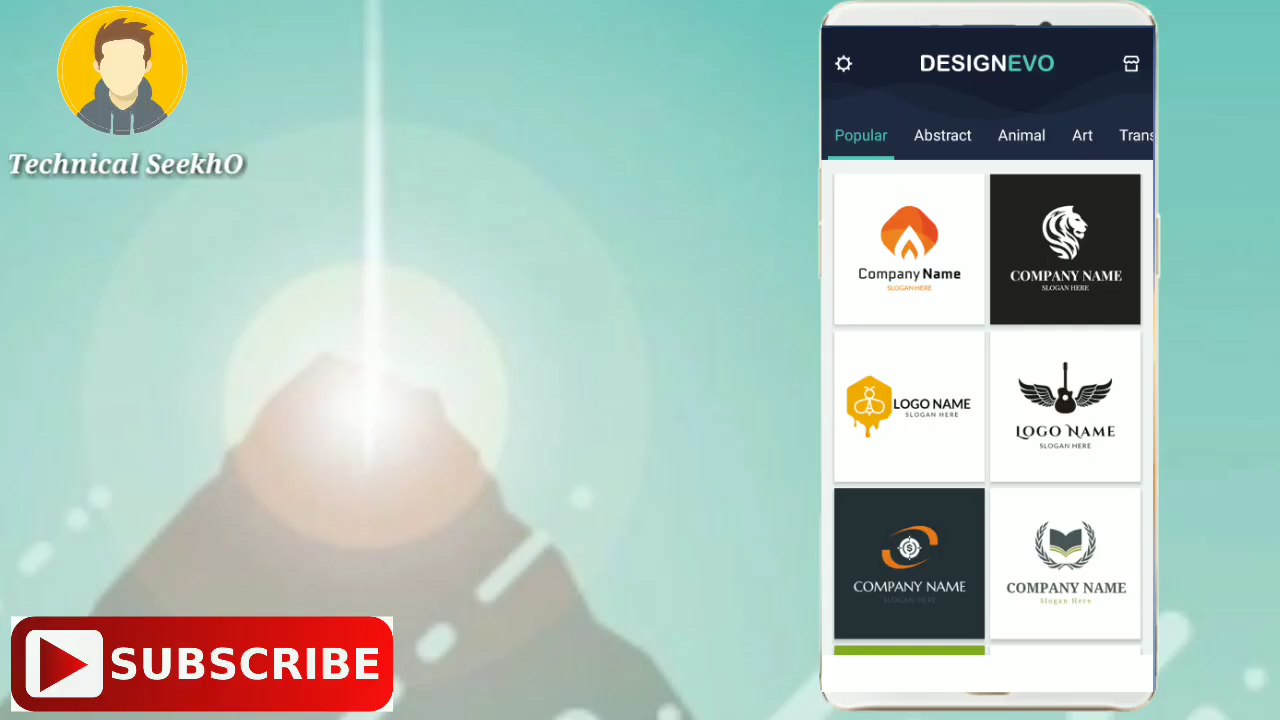 Technical SeekhO
SUBSCRIBE
DESIGNEVO
Popular Abstract Animal Art Trans
Company Name
SLOGAN HERE
COMPANY NAME
SLOGAN HERE
LOGO NAME
SLOGAN HERE
LOGO NAME
SLOGAN HERE
COMPANY NAME
SLOGAN HERE
COMPANY NAME
Slogan Here